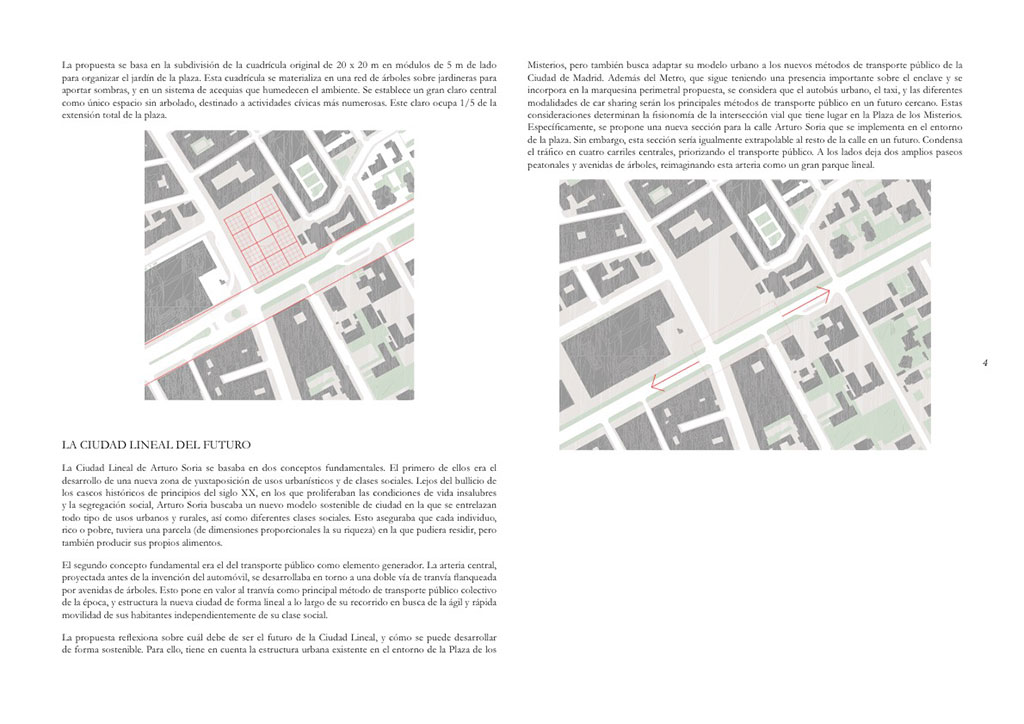 La propuesta se basa en la subdivisión de la cuadrícula original de 20 x 20 m en módulos de 5 m de lado
para organizar el jardín de la plaza. Esta cuadrícula se materializa en una red de árboles sobre jardineras para
aportar sombras, y en un sistema de acequias que humedecen el ambiente. Se establece un gran claro central
como único espacio sin arbolado, destinado a actividades cívicas más numerosas. Este claro ocupa 1/5 de la
extensión total de la plaza.
LA CIUDAD LINEAL DEL FUTURO
La Ciudad Lineal de Arturo Soria se basaba en dos conceptos fundamentales. El primero de ellos era el
desarrollo de una nueva zona de yuxtaposición de usos urbanísticos y de clases sociales. Lejos del bullicio de
los cascos históricos de principios del siglo XX, en los que proliferaban las condiciones de vida insalubres
y la segregación social, Arturo Soria buscaba un nuevo modelo sostenible de ciudad en la que se entrelazan
todo tipo de usos urbanos y rurales, así como diferentes clases sociales. Esto aseguraba que cada individuo,
rico o pobre, tuviera una parcela (de dimensiones proporcionales la su riqueza) en la que pudiera residir, pero
también producir sus propios alimentos.
El segundo concepto fundamental era el del transporte público como elemento generador. La arteria central,
proyectada antes de la invención del automóvil, se desarrollaba en torno a una doble vía de tranvía flanqueada
por avenidas de árboles. Esto pone en valor al tranvía como principal método de transporte público colectivo
de la época, y estructura la nueva ciudad de forma lineal a lo largo de su recorrido en busca de la ágil y rápida
movilidad de sus habitantes independientemente de su clase social.
La propuesta reflexiona sobre cuál debe de ser el futuro de la Ciudad Lineal, y cómo se puede desarrollar
de forma sostenible. Para ello, tiene en cuenta la estructura urbana existente en el entorno de la Plaza de los
Misterios, pero también busca adaptar su modelo urbano a los nuevos métodos de transporte público de la
Ciudad de Madrid. Además del Metro, que sigue teniendo una presencia importante sobre el enclave y se
incorpora en la marquesina perimetral propuesta, se considera que el autobús urbano, el taxi, y las diferentes
modalidades de car sharing serán los principales métodos de transporte público en un futuro cercano. Estas
consideraciones determinan la fisionomía de la intersección vial que tiene lugar en la Plaza de los Misterios.
Específicamente, se propone una nueva sección para la calle Arturo Soria que se implementa en el entorno
de la plaza. Sin embargo, esta sección sería igualmente extrapolable al resto de la calle en un futuro. Condensa
el tráfico en cuatro carriles centrales, priorizando el transporte público. A los lados deja dos amplios paseos
peatonales y avenidas de árboles, reimaginando esta arteria como un gran parque lineal.
4